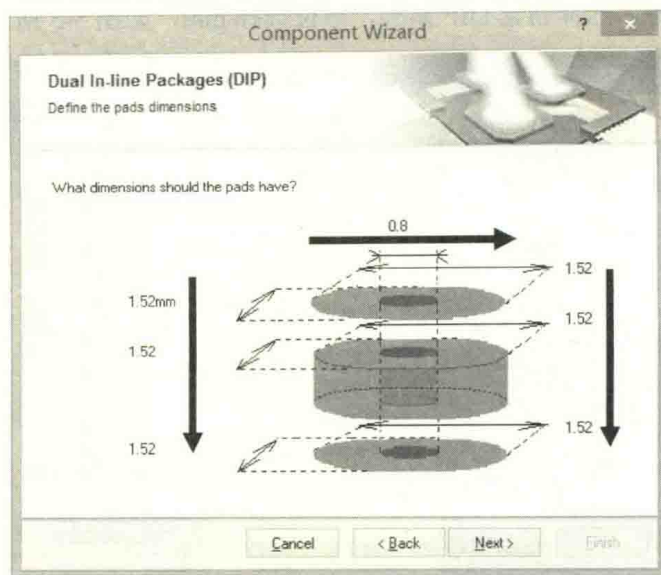 Component Wizard
?
×
Dual In-line Packages (DIP)
Define the pads dimensions
What dimensions should the pads have?
0.8
1.52
1.52mm
1.52
1.52
1.52
1.52
Cancel
< Back
Next >
Finish